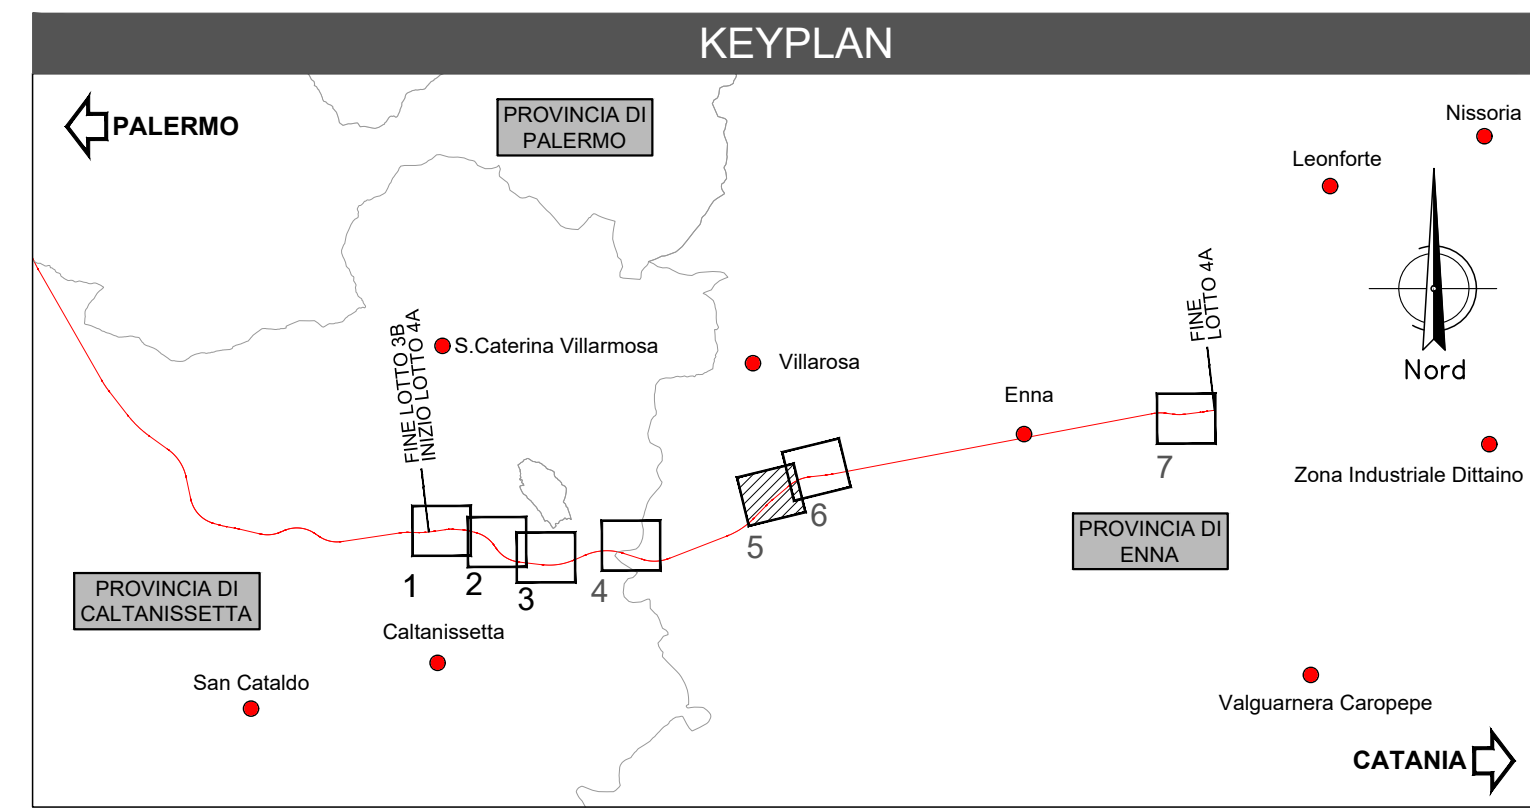 KEYPLAN
PALERMO
PROVINCIA DI
PALERMO
Nissoria
Leonforte
FINE LOTTO 3B
INIZIO LOTTO 4A
S.Caterina Villarmosa
Villarosa
Enna
FINE
LOTTO 4A
Nord
Zona Industriale Dittaino
1
2
3
4
5
6
7
PROVINCIA DI
ENNA
PROVINCIA DI
CALTANISSETTA
Caltanissetta
San Cataldo
Valguarnera Caropepe
CATANIA